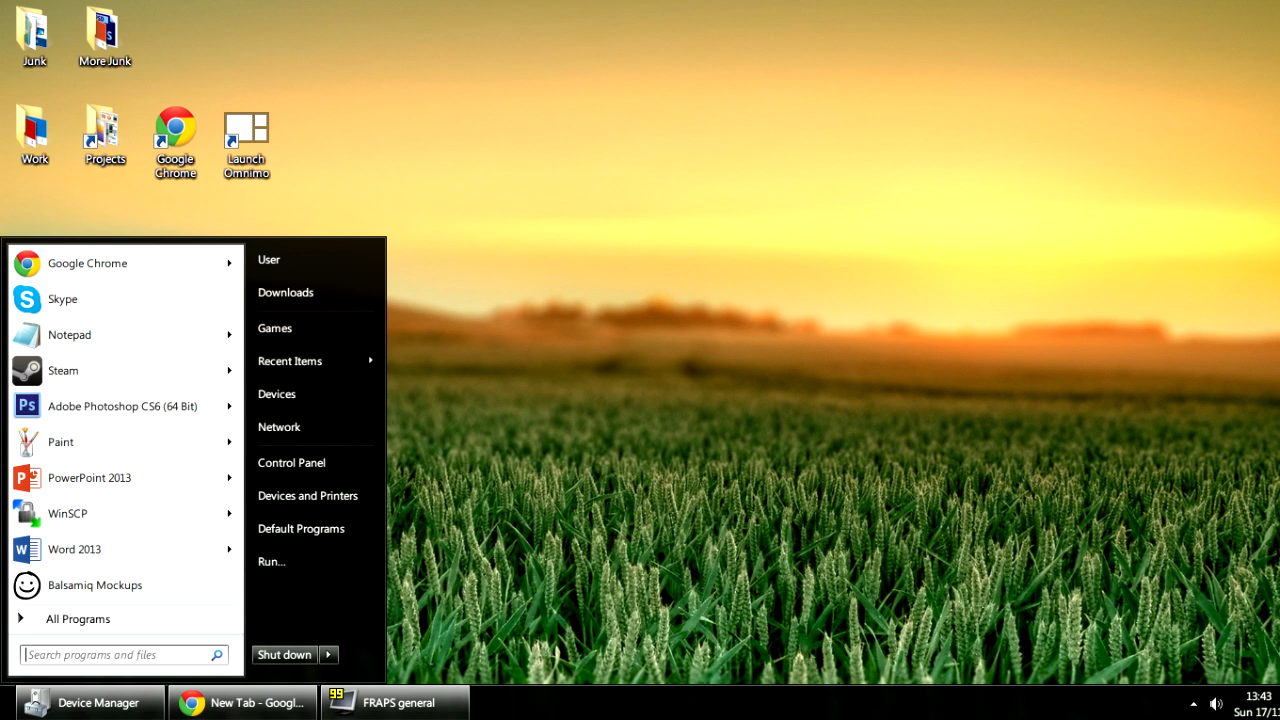 Junk
More Junk
Work
Projects
Google
Chrome
Launch
Omnimo
Google Chrome
Skype
Notepad
Steam
Adobe Photoshop CS6 (64 Bit)
Paint
PowerPoint 2013
WinSCP
Word 2013
Balsamiq Mockups
All Programs
Search programs and files
User
Downloads
Games
Recent Items
Devices
Network
Control Panel
Devices and Printers
Default Programs
Run...
Shut down
Device Manager
New Tab - Googl...
99
FRAPS general
13:43
Sun 17/1